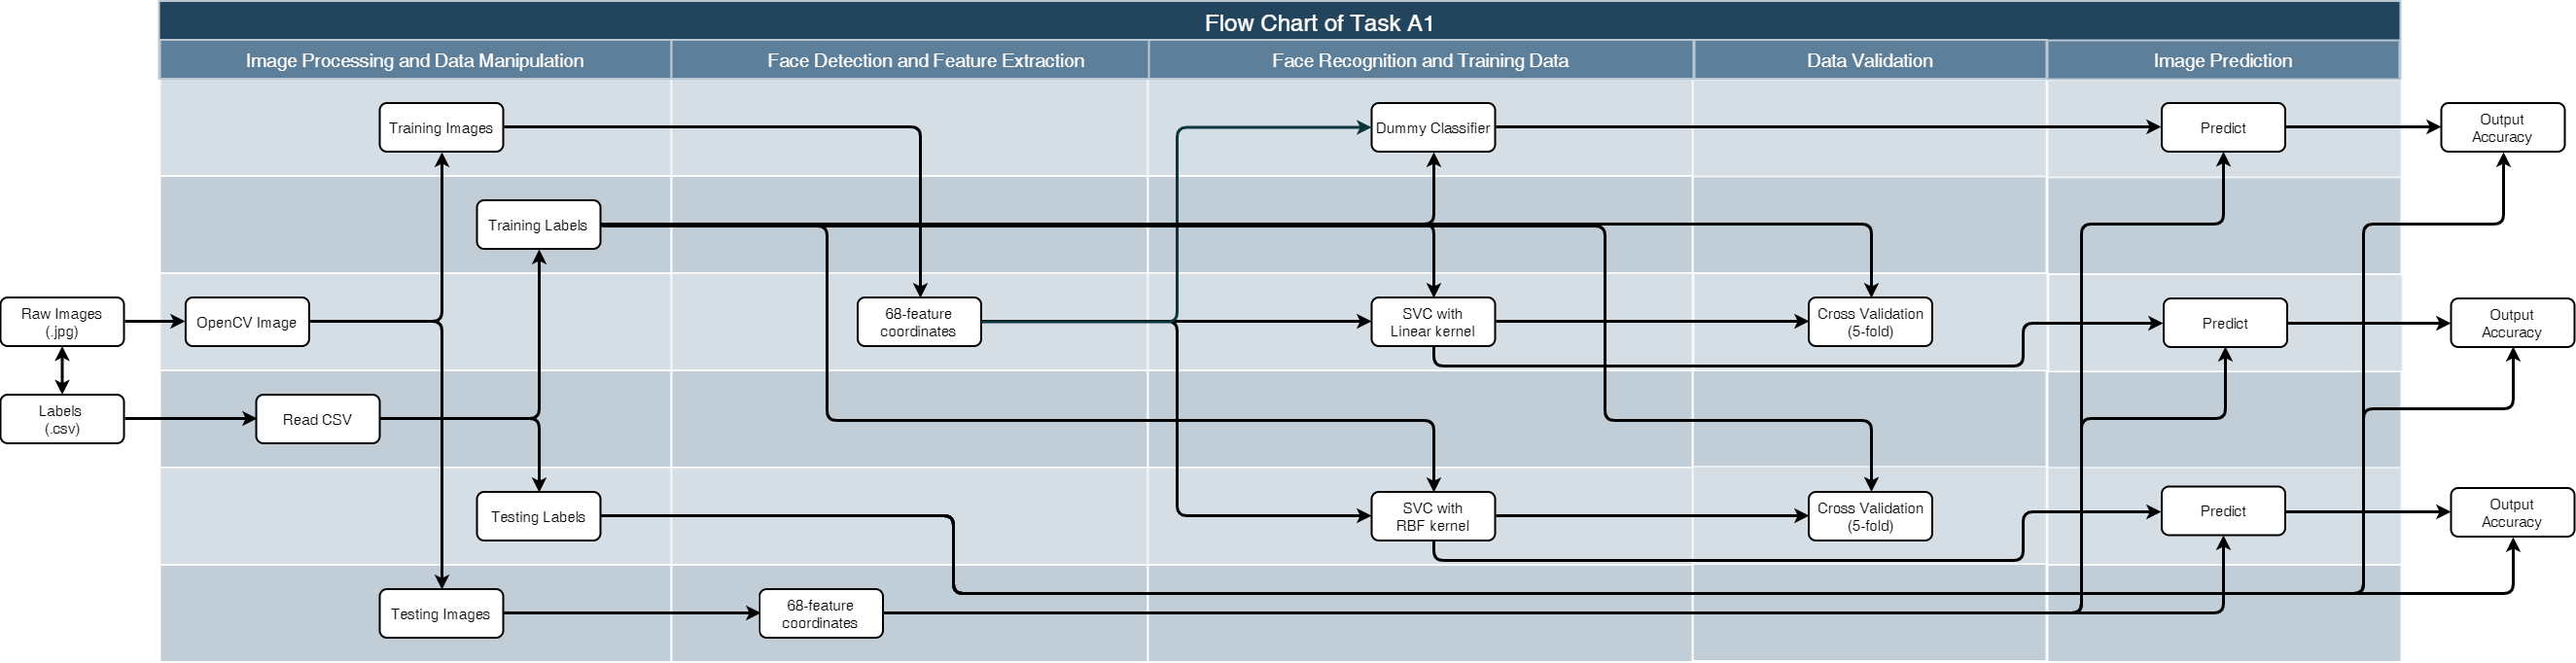 Flow Chart of Task A1
Image Processing and Data Manipulation
Face Detection and Feature Extraction
Face Recognition and Training Data
Data Validation
Image Prediction
Training Images
Dummy Classifier
Predict
Output
Accuracy
Training Labels
Raw Images
(.jpg)
OpenCV Image
68-feature
coordinates
SVC with
Linear kernel
Cross Validation
(5-fold)
Predict
Output
Accuracy
Labels
(.csv)
Read CSV
Testing Labels
SVC with
RBF kernel
Cross Validation
(5-fold)
Predict
Output
Accuracy
Testing Images
68-feature
coordinates